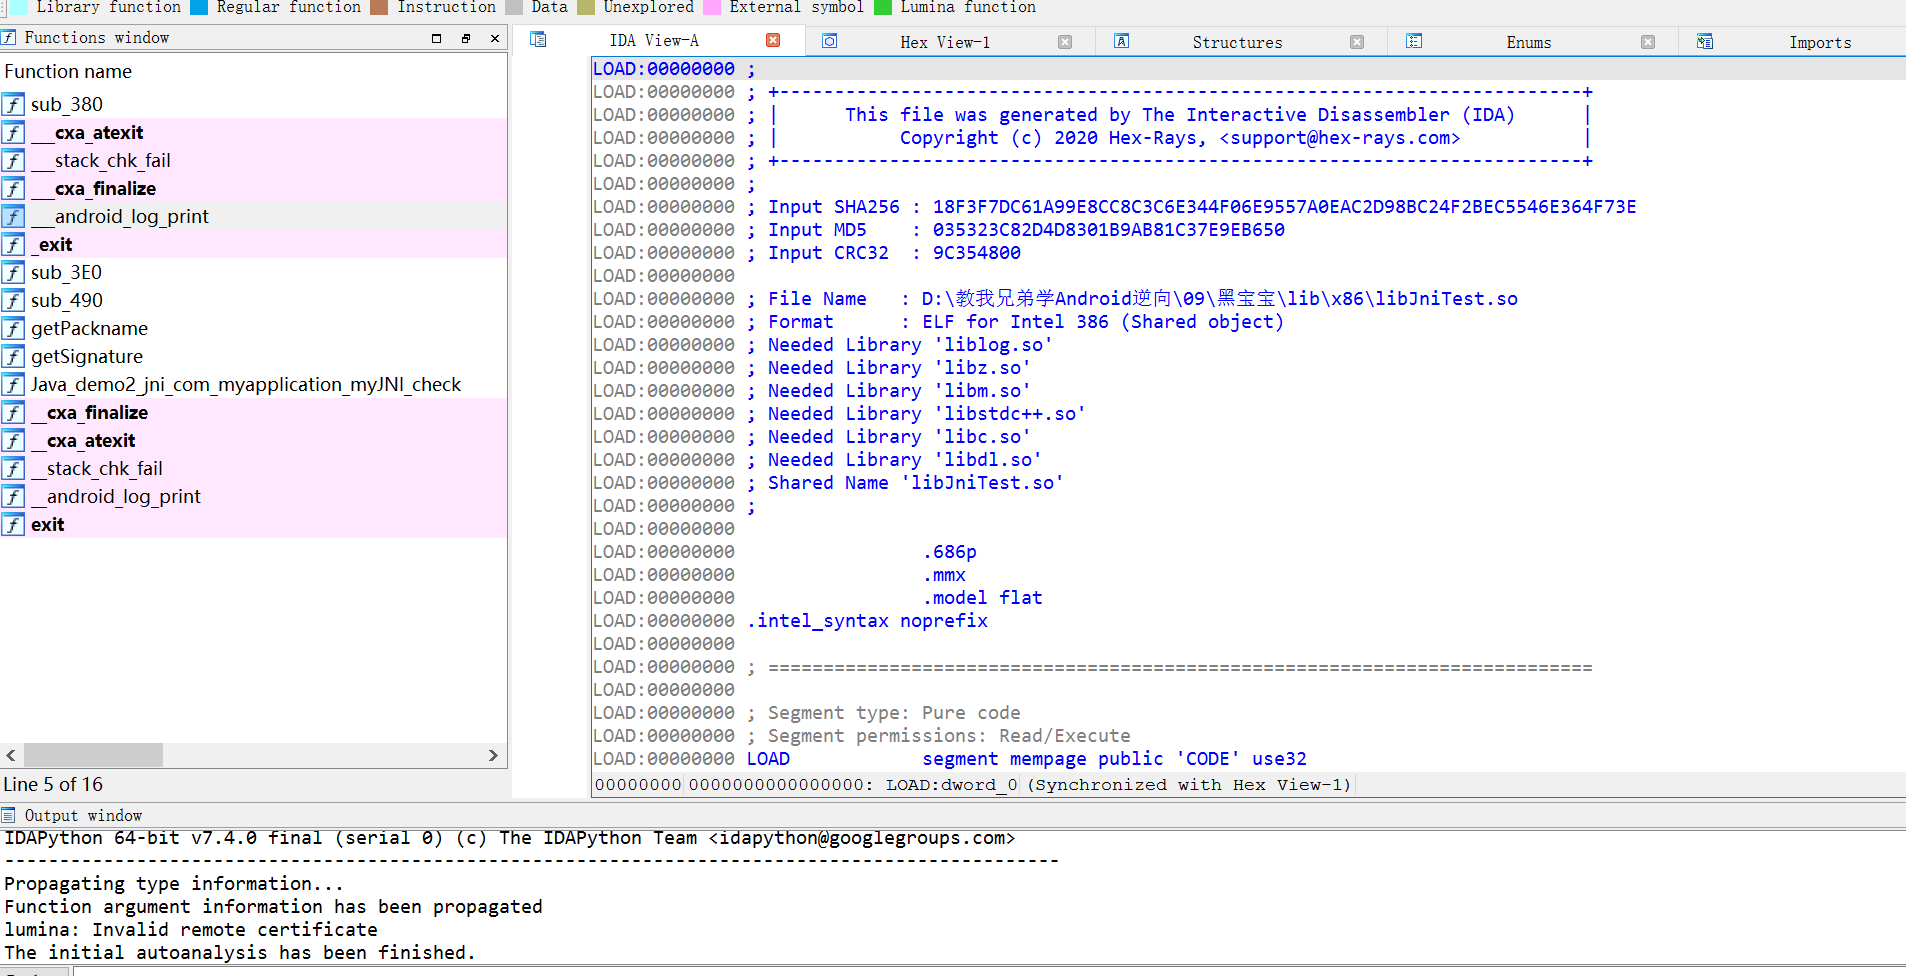 Library function Regular function Instruction Data Unexplored External symbol Lumina function
Functions window
Function name
sub_380
___cxa_atexit
___stack_chk_fail
___cxa_finalize
___android_log_print
_exit
sub_3E0
sub_490
getPackname
getSignature
Java_demo2_jni_com_myapplication_myJNI_check
__cxa_finalize
__cxa_atexit
__stack_chk_fail
__android_log_print
exit
Line 5 of 16
IDA View-A Hex View-1 Structures Enums Imports
LOAD:00000000 ;
LOAD:00000000 ; +-------------------------------------------------------------------------+
LOAD:00000000 ; | This file was generated by The Interactive Disassembler (IDA) |
LOAD:00000000 ; | Copyright (c) 2020 Hex-Rays, <support@hex-rays.com> |
LOAD:00000000 ; +-------------------------------------------------------------------------+
LOAD:00000000 ;
LOAD:00000000 ; Input SHA256 : 18F3F7DC61A99E8CC8C3C6E344F06E9557A0EAC2D98BC24F2BEC5546E364F73E
LOAD:00000000 ; Input MD5 : 035323C82D4D8301B9AB81C37E9EB650
LOAD:00000000 ; Input CRC32 : 9C354800
LOAD:00000000
LOAD:00000000 ; File Name : D:\教我兄弟学Android逆向\09\黑宝宝\lib\x86\libJniTest.so
LOAD:00000000 ; Format : ELF for Intel 386 (Shared object)
LOAD:00000000 ; Needed Library 'liblog.so'
LOAD:00000000 ; Needed Library 'libz.so'
LOAD:00000000 ; Needed Library 'libm.so'
LOAD:00000000 ; Needed Library 'libstdc++.so'
LOAD:00000000 ; Needed Library 'libc.so'
LOAD:00000000 ; Needed Library 'libdl.so'
LOAD:00000000 ; Shared Name 'libJniTest.so'
LOAD:00000000 ;
LOAD:00000000
LOAD:00000000 .686p
LOAD:00000000 .mmx
LOAD:00000000 .model flat
LOAD:00000000 .intel_syntax noprefix
LOAD:00000000
LOAD:00000000 ; ===========================================================================
LOAD:00000000
LOAD:00000000 ; Segment type: Pure code
LOAD:00000000 ; Segment permissions: Read/Execute
LOAD:00000000 LOAD segment mempage public 'CODE' use32
00000000 0000000000000000: LOAD:dword_0 (Synchronized with Hex View-1)
Output window
IDAPython 64-bit v7.4.0 final (serial 0) (c) The IDAPython Team <idapython@googlegroups.com>
------------------------------------------------------------------------------------------------
Propagating type information...
Function argument information has been propagated
lumina: Invalid remote certificate
The initial autoanalysis has been finished.